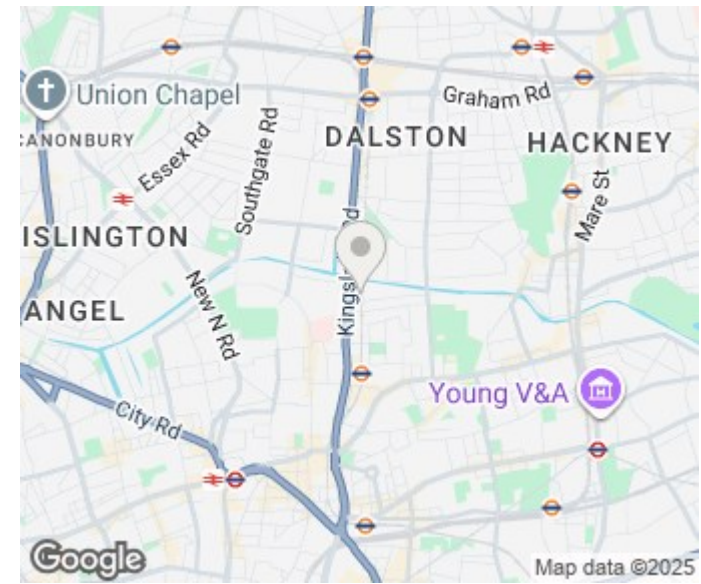 Union Chapel
Graham Rd
CANONBURY
DALSTON
HACKNEY
Essex Rd
Southgate Rd
Mare St
ISLINGTON
New N Rd
ANGEL
Young V&A
City Rd
Google
Map data ©2025